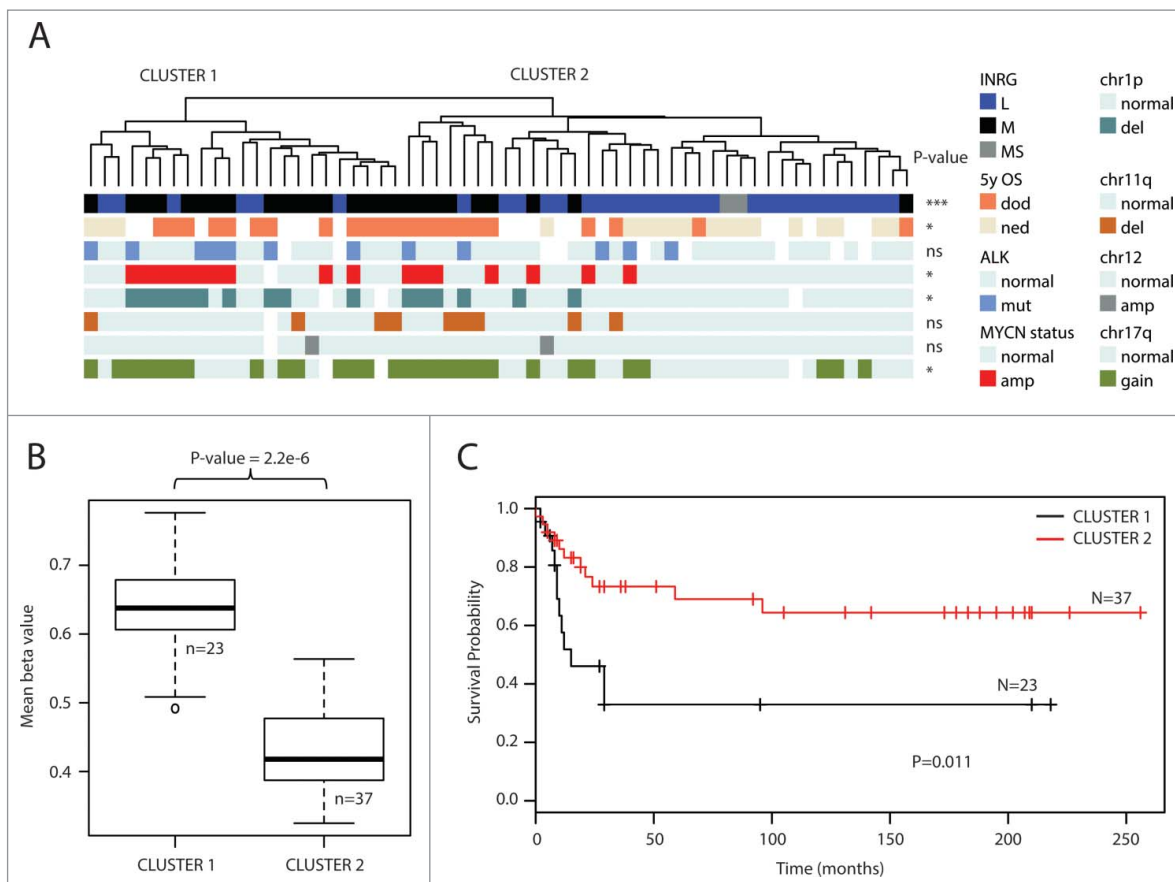 A
CLUSTER 1
CLUSTER 2
P-value
***
*
ns
*
*
ns
ns
*
INRG
L
M
MS
5y OS
dod
ned
ALK
normal
mut
MYCN status
normal
amp
chr1p
normal
del
chr11q
normal
del
chr12
normal
amp
chr17q
normal
gain
B
P-value = 2.2e-6
Mean beta value
0.7
0.6
0.5
0.4
n=23
n=37
CLUSTER 1
CLUSTER 2
C
Survival Probability
1.0
0.8
0.6
0.4
0.2
0.0
CLUSTER 1
CLUSTER 2
N=37
N=23
P=0.011
0
50
100
150
200
250
Time (months)